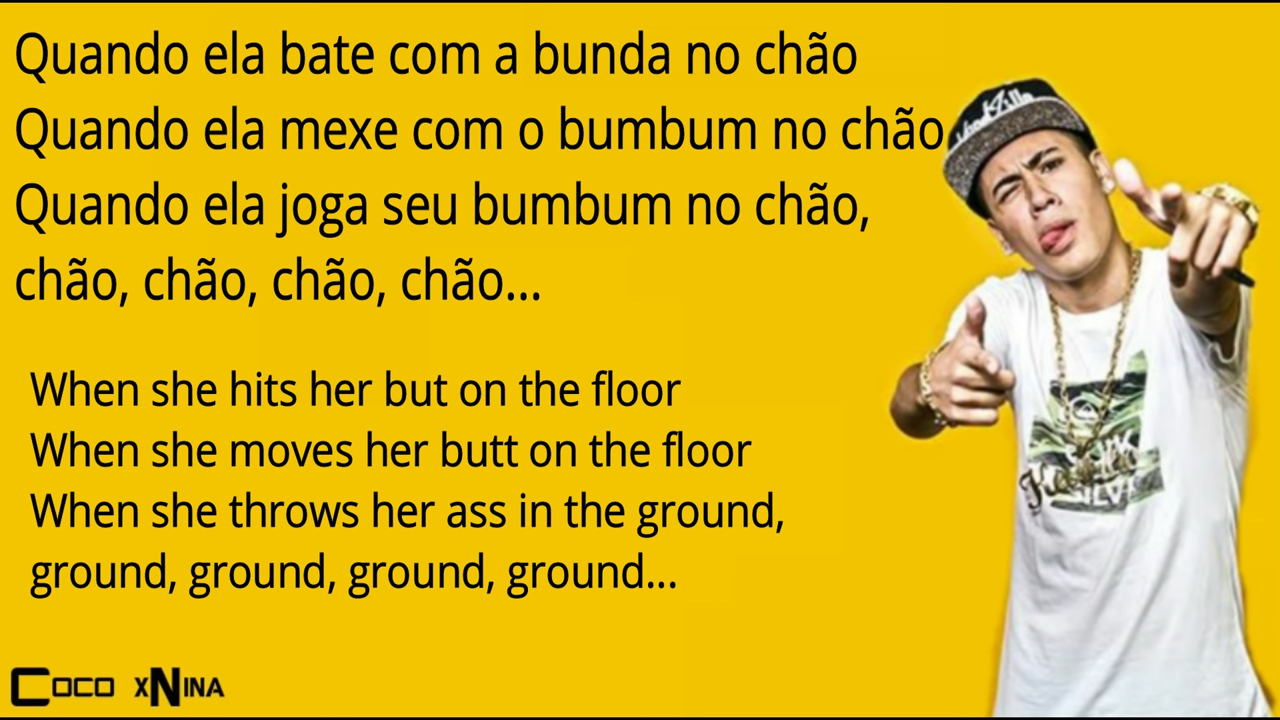 Quando ela bate com a bunda no chão
Quando ela mexe com o bumbum no chão
Quando ela joga seu bumbum no chão,
chão, chão, chão, chão...
When she hits her but on the floor
When she moves her butt on the floor
When she throws her ass in the ground,
ground, ground, ground, ground...
COCO XNINA